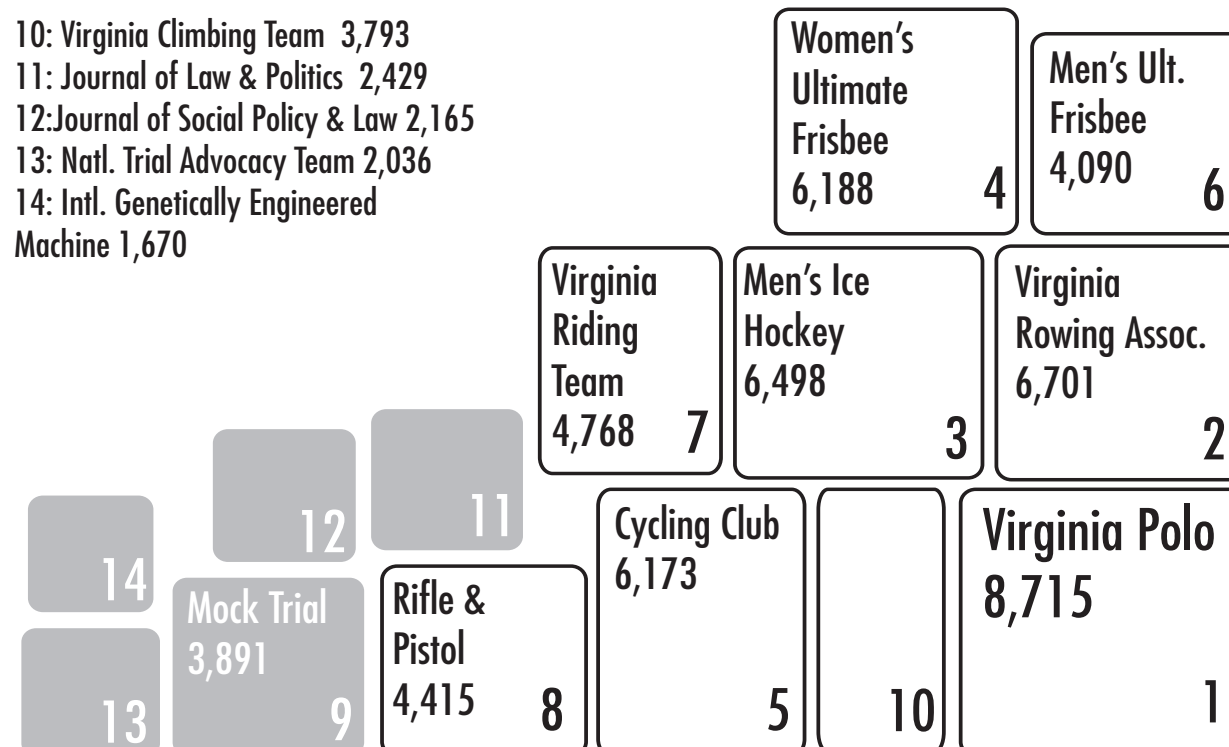 10: Virginia Climbing Team 3,793
11: Journal of Law & Politics 2,429
12:Journal of Social Policy & Law 2,165
13: Natl. Trial Advocacy Team 2,036
14: Intl. Genetically Engineered
Machine 1,670
Women's
Ultimate
Frisbee
6,188
4
Men's Ult.
Frisbee
4,090
6
Virginia
Riding
Team
4,768
7
Men's Ice
Hockey
6,498
3
Virginia
Rowing Assoc.
6,701
2
14
12
11
13
Mock Trial
3,891
9
Rifle &
Pistol
4,415
8
Cycling Club
6,173
5
10
Virginia Polo
8,715
1